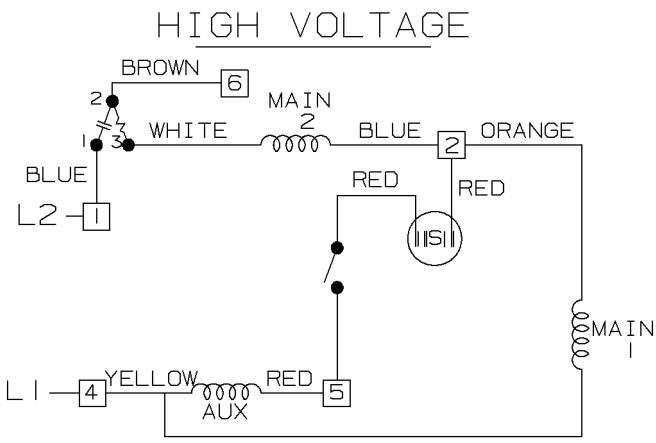 HIGH VOLTAGE
BROWN
6
2
MAIN
2
1
3
WHITE
BLUE
2
ORANGE
BLUE
RED
RED
L2
1
S
MAIN
1
L1
4
YELLOW
RED
5
AUX